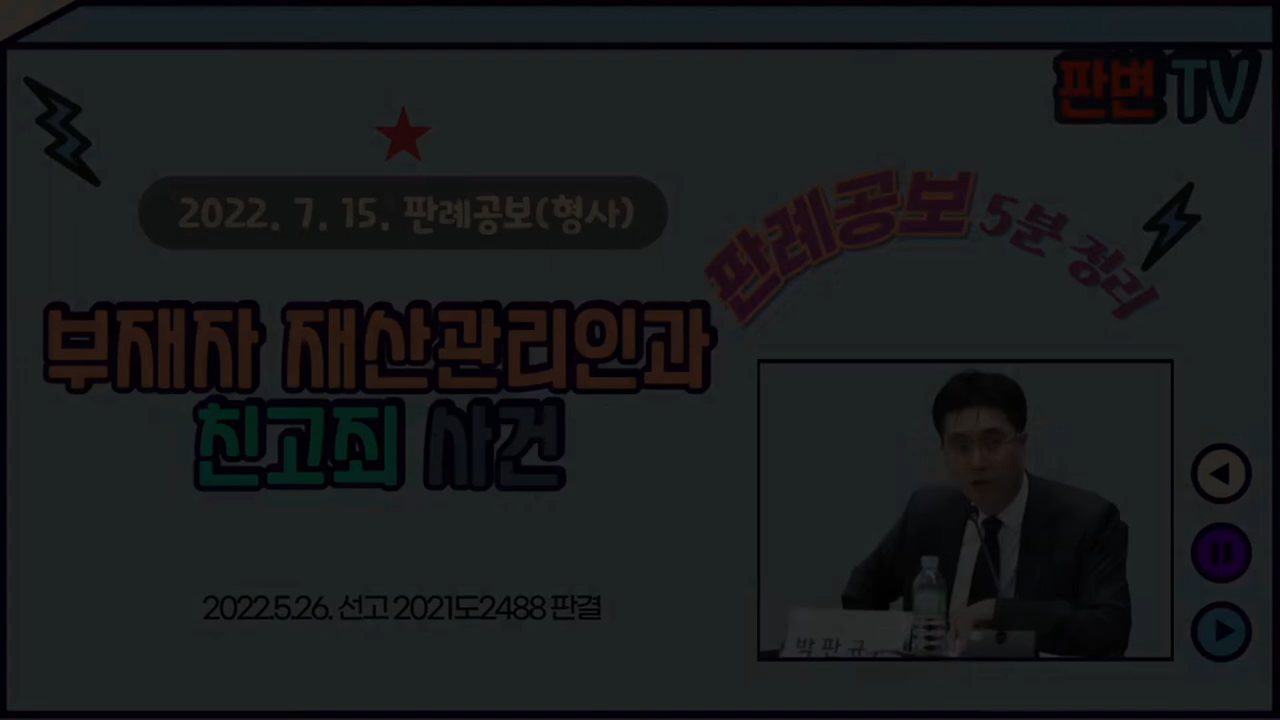 판변 TV
2022. 7. 15. 판례공보(형사)
판례공보 5분 정리
부재자 재산관리인과
친고죄 사건
2022.5.26. 선고 2021도2488 판결
박 판 규